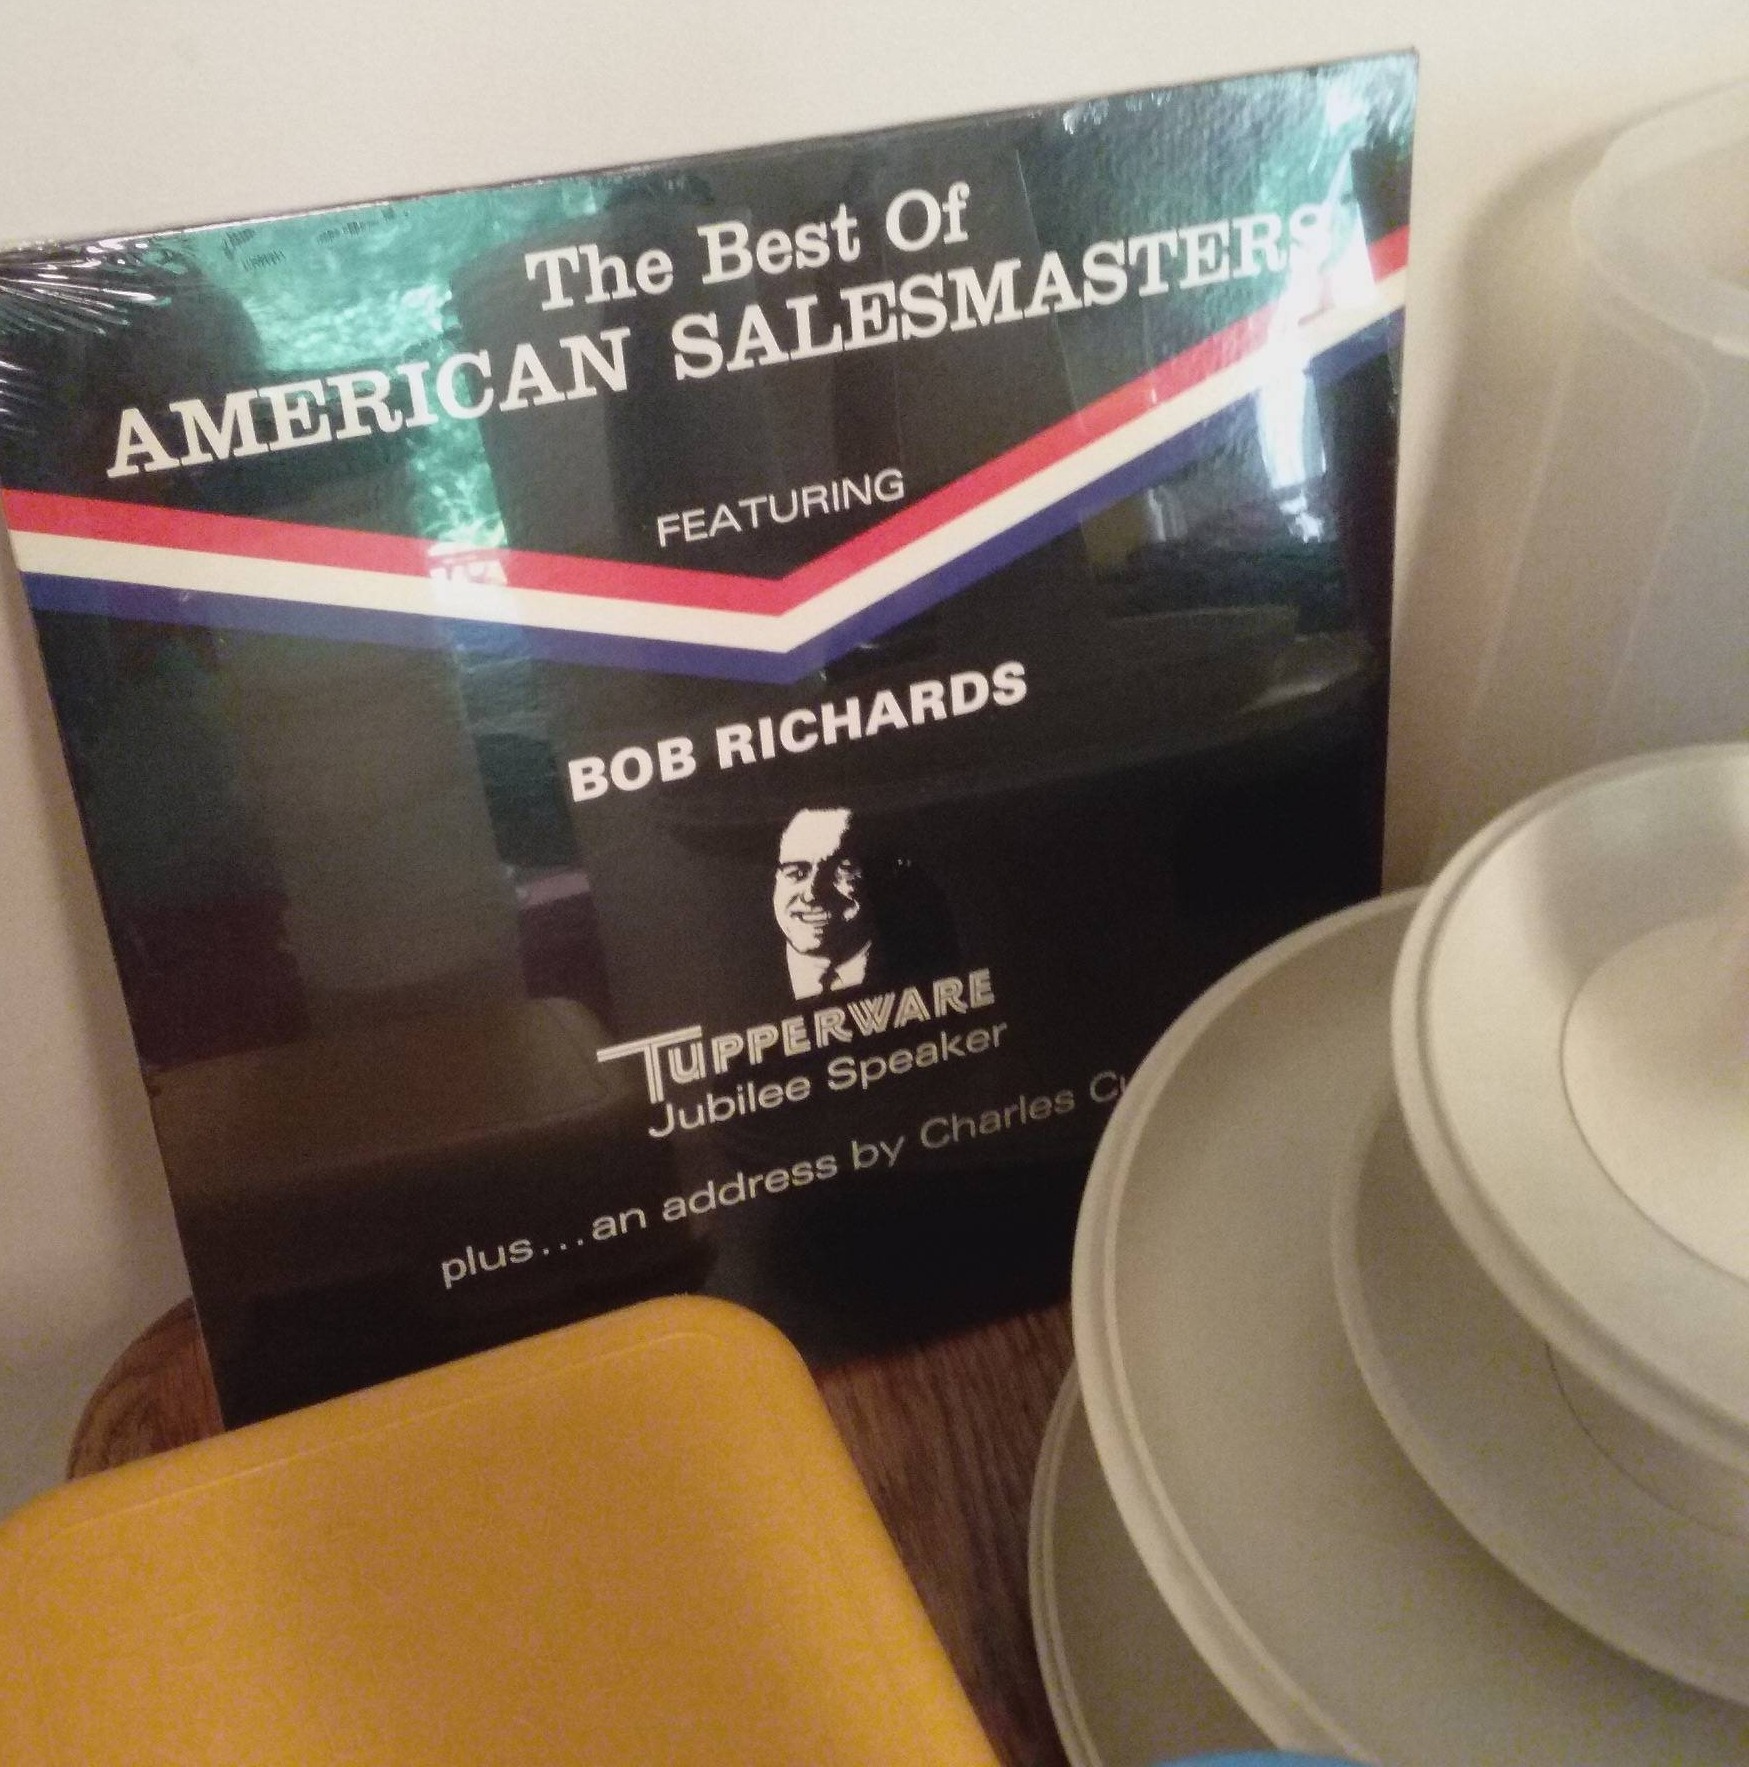 The Best Of
AMERICAN SALESMASTERS
FEATURING
BOB RICHARDS
TUPPERWARE
Jubilee Speaker
plus...an address by Charles